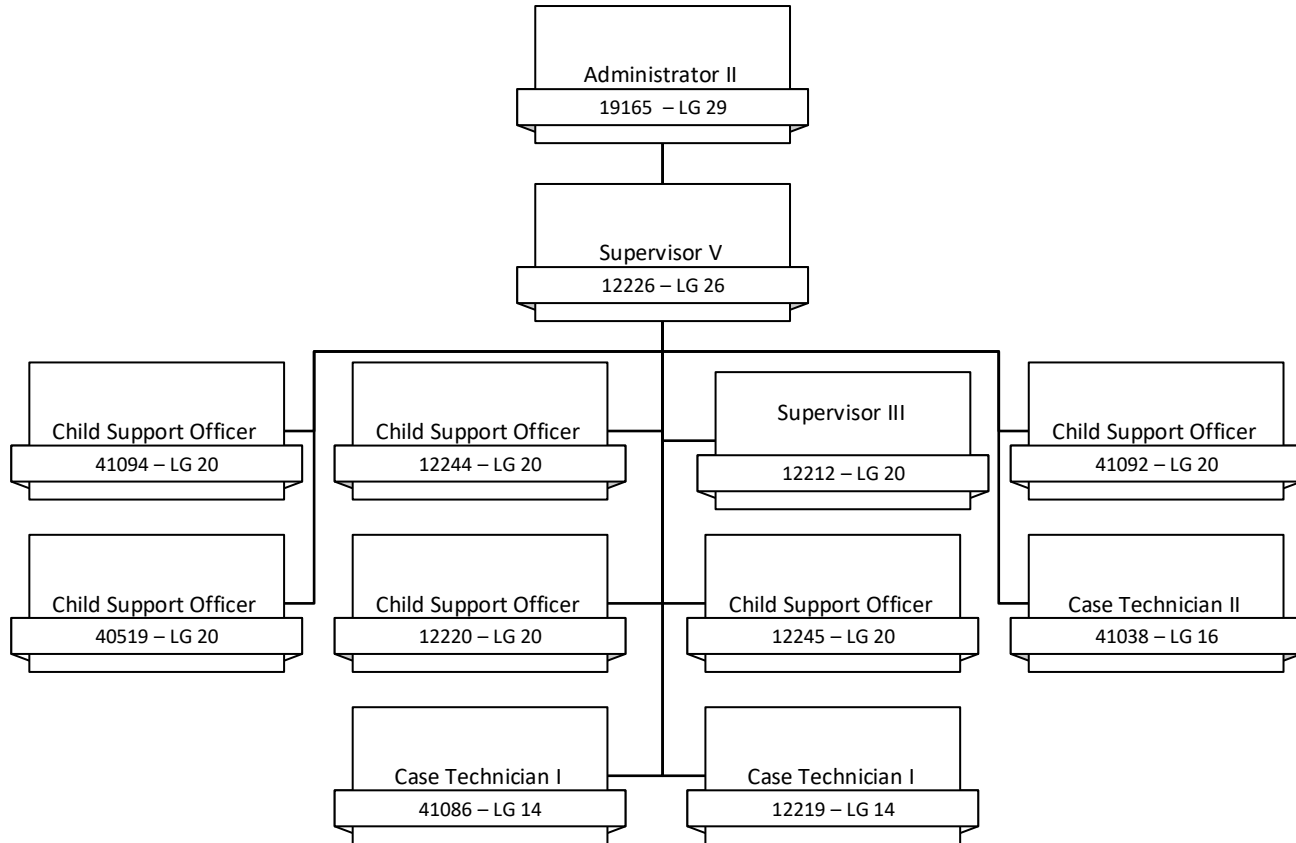 Administrator II
19165 – LG 29
Supervisor V
12226 – LG 26
Child Support Officer
41094 – LG 20
Child Support Officer
12244 – LG 20
Supervisor III
12212 – LG 20
Child Support Officer
41092 – LG 20
Child Support Officer
40519 – LG 20
Child Support Officer
12220 – LG 20
Child Support Officer
12245 – LG 20
Case Technician II
41038 – LG 16
Case Technician I
41086 – LG 14
Case Technician I
12219 – LG 14